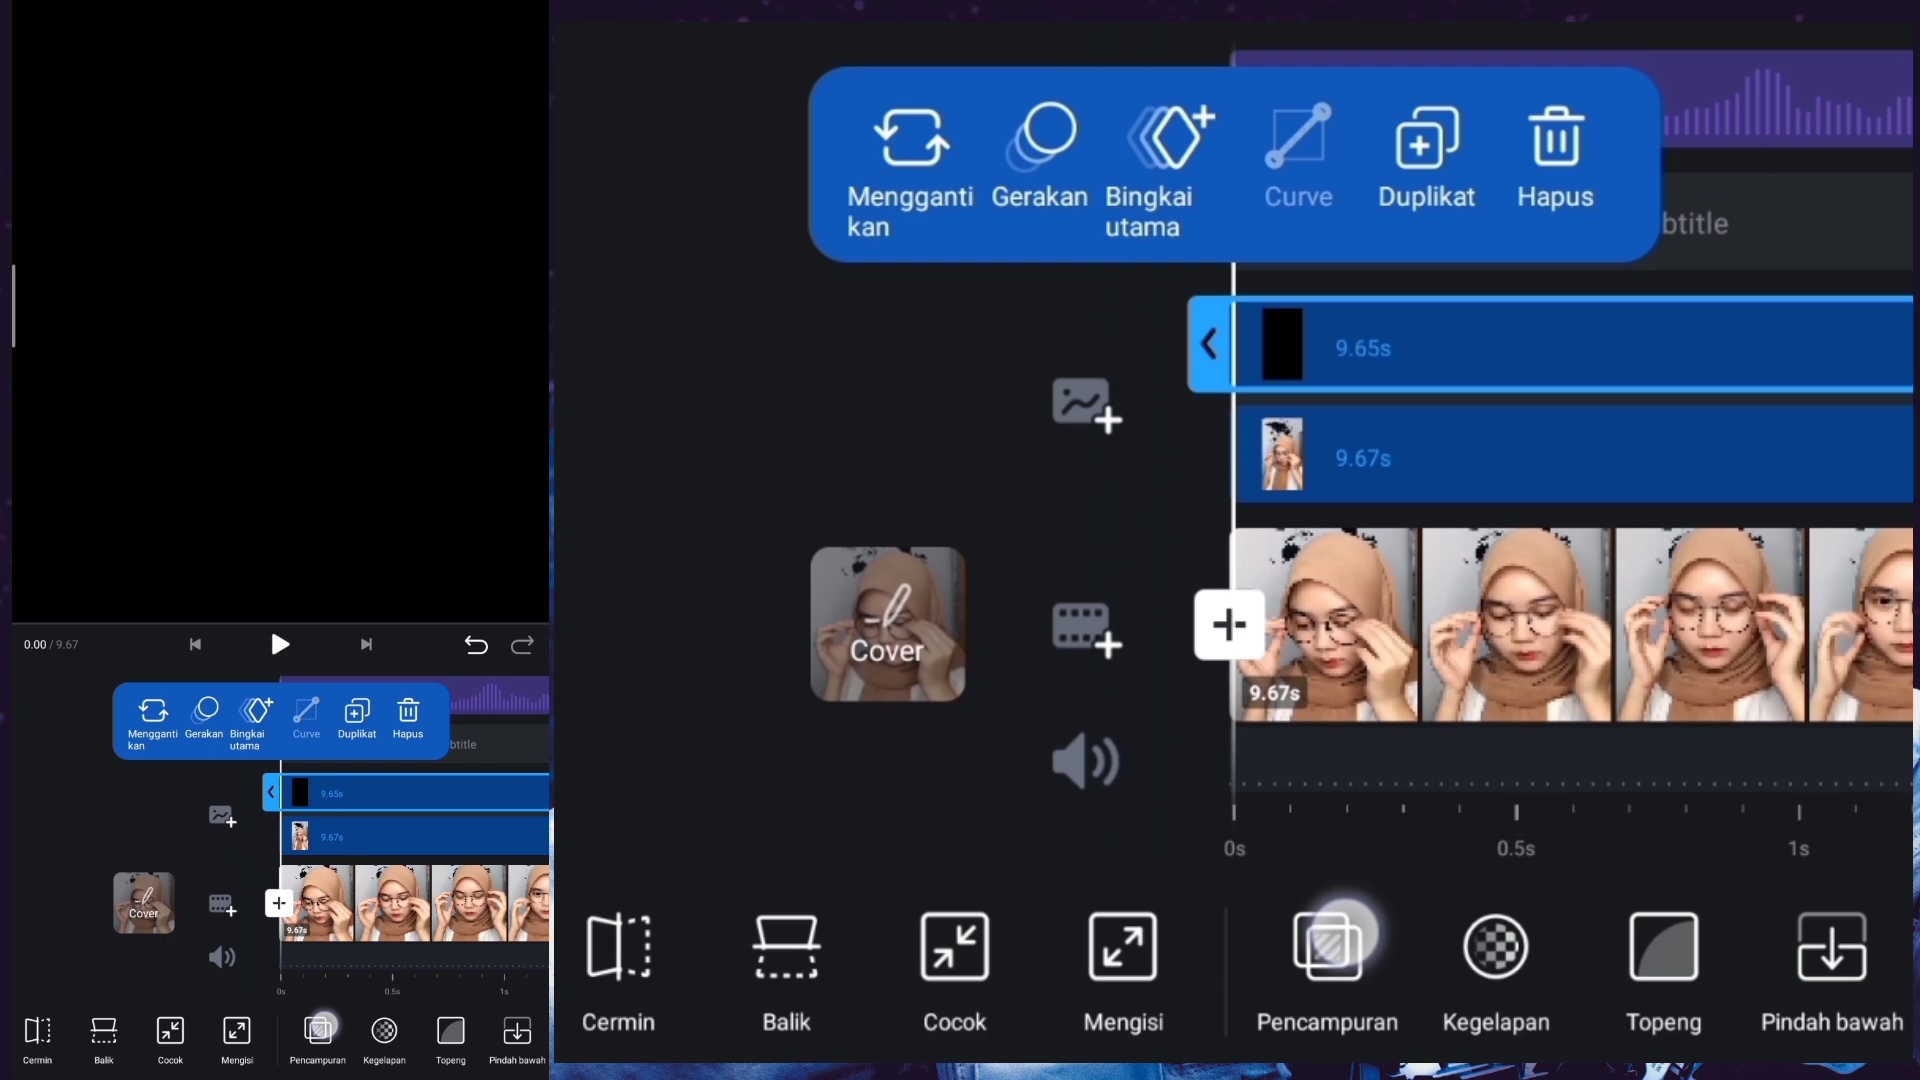 0.00 / 9.67
Mengganti
kan
Gerakan
Bingkai
utama
Curve
Duplikat
Hapus
btitle
9.65s
9.67s
Cover
9.67s
0s
0.5s
1s
Cermin
Balik
Cocok
Mengisi
Pencampuran
Kegelapan
Topeng
Pindah bawah
Mengganti
kan
Gerakan
Bingkai
utama
Curve
Duplikat
Hapus
btitle
9.65s
9.67s
Cover
9.67s
0s
0.5s
1s
Cermin
Balik
Cocok
Mengisi
Pencampuran
Kegelapan
Topeng
Pindah bawah